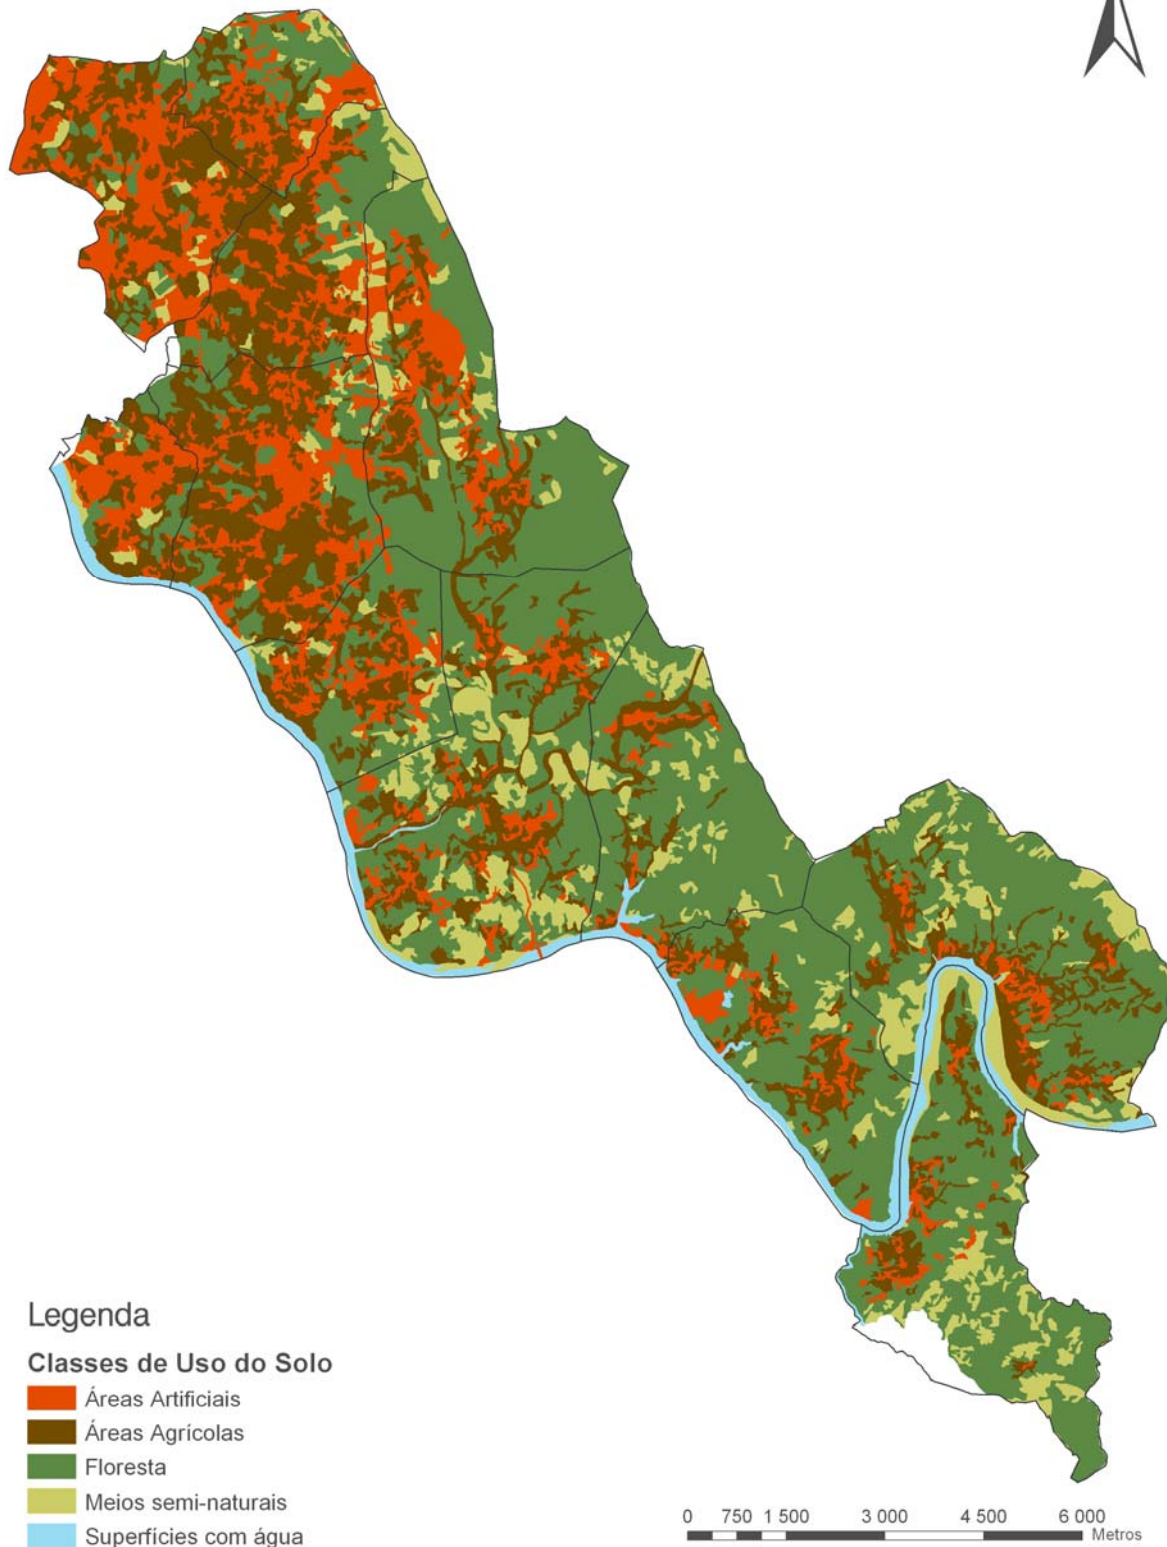 Legenda
Classes de Uso do Solo
Áreas Artificiais
Áreas Agrícolas
Floresta
Meios semi-naturais
Superfícies com água
0 750 1 500 3 000 4 500 6 000
Metros